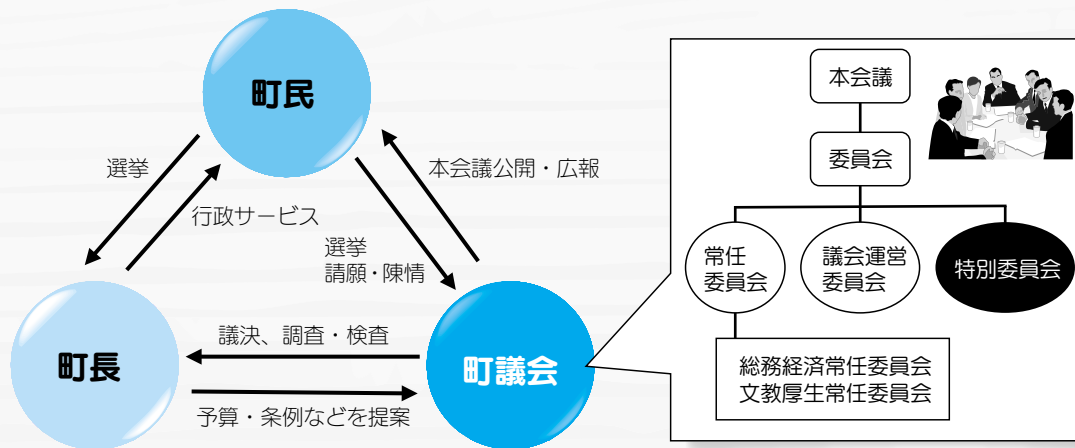 町民
選挙
行政サービス
本会議公開・広報
選挙
請願・陳情
町長
議決、調査・検査
予算・条例などを提案
町議会
本会議
委員会
常任
委員会
議会運営
委員会
特別委員会
総務経済常任委員会
文教厚生常任委員会